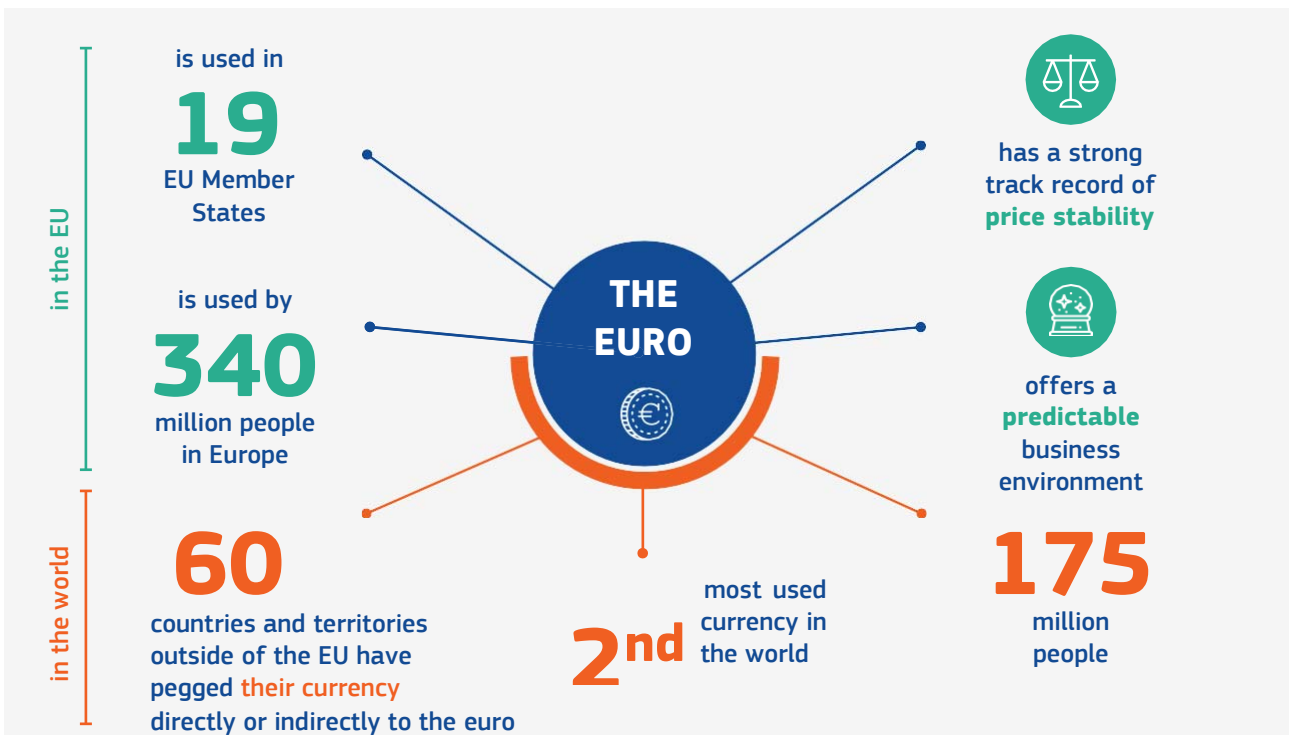 in the EU
is used in
19
EU Member
States
is used by
340
million people
in Europe
THE
EURO
€
has a strong
track record of
price stability
offers a
predictable
business
environment
in the world
60
countries and territories
outside of the EU have
pegged their currency
directly or indirectly to the euro
2nd
most used
currency in
the world
175
million
people